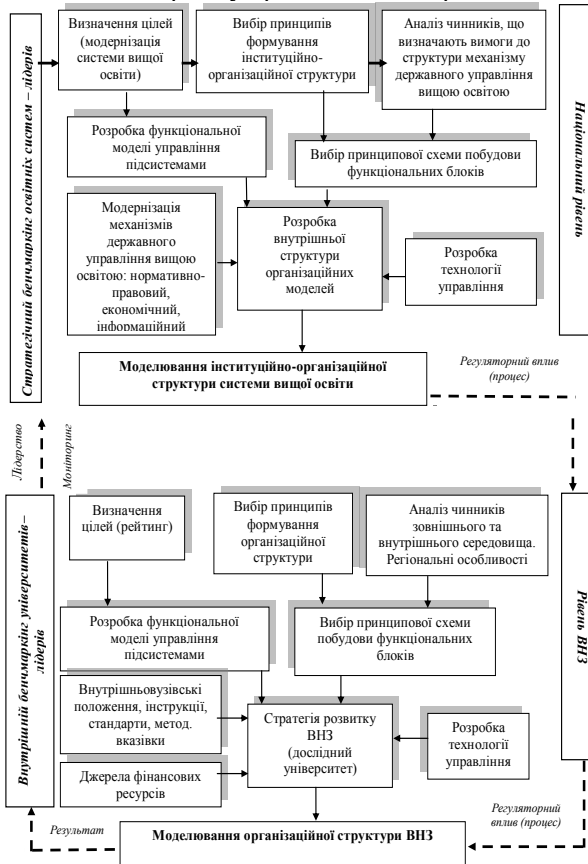 Стратегічний бенчмаркінг освітніх систем – лідерів
Визначення цілей
(модернізація
системи вищої
освіти)
Вибір принципів
формування
інституційно-
організаційної
структури
Аналіз чинників, що
визначають вимоги до
структури механізму
державного управління
вищою освітою
Розробка функціональної
моделі управління
підсистемами
Вибір принципової схеми побудови
функціональних блоків
Модернізація
механізмів
державного
управління вищою
освітою: нормативно-
правовий,
економічний,
інформаційний
Розробка
внутрішньої
структури
організаційних
моделей
Розробка
технології
управління
Національний рівень
Моделювання інституційно-організаційної
структури системи вищої освіти
Регуляторний вплив
(процес)
Лідерство
Моніторинг
Внутрішній бенчмаркінг університетів–
лідерів
Визначення
цілей (рейтинг)
Вибір принципів
формування
організаційної
структури
Аналіз чинників
зовнішнього та
внутрішнього середовища.
Регіональні особливості
Розробка функціональної
моделі управління
підсистемами
Вибір принципової схеми
побудови функціональних
блоків
Внутрішньовузівські
положення, інструкції,
стандарти, метод.
вказівки
Стратегія розвитку
ВНЗ
(дослідний
університет)
Розробка
технології
управління
Джерела фінансових
ресурсів
Рівень ВНЗ
Результат
Моделювання організаційної структури ВНЗ
Регуляторний
вплив (процес)